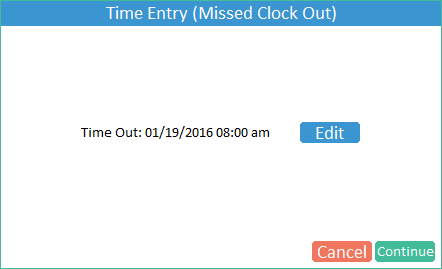 Time Entry (Missed Clock Out)
Time Out: 01/19/2016 08:00 am
Edit
Cancel
Continue